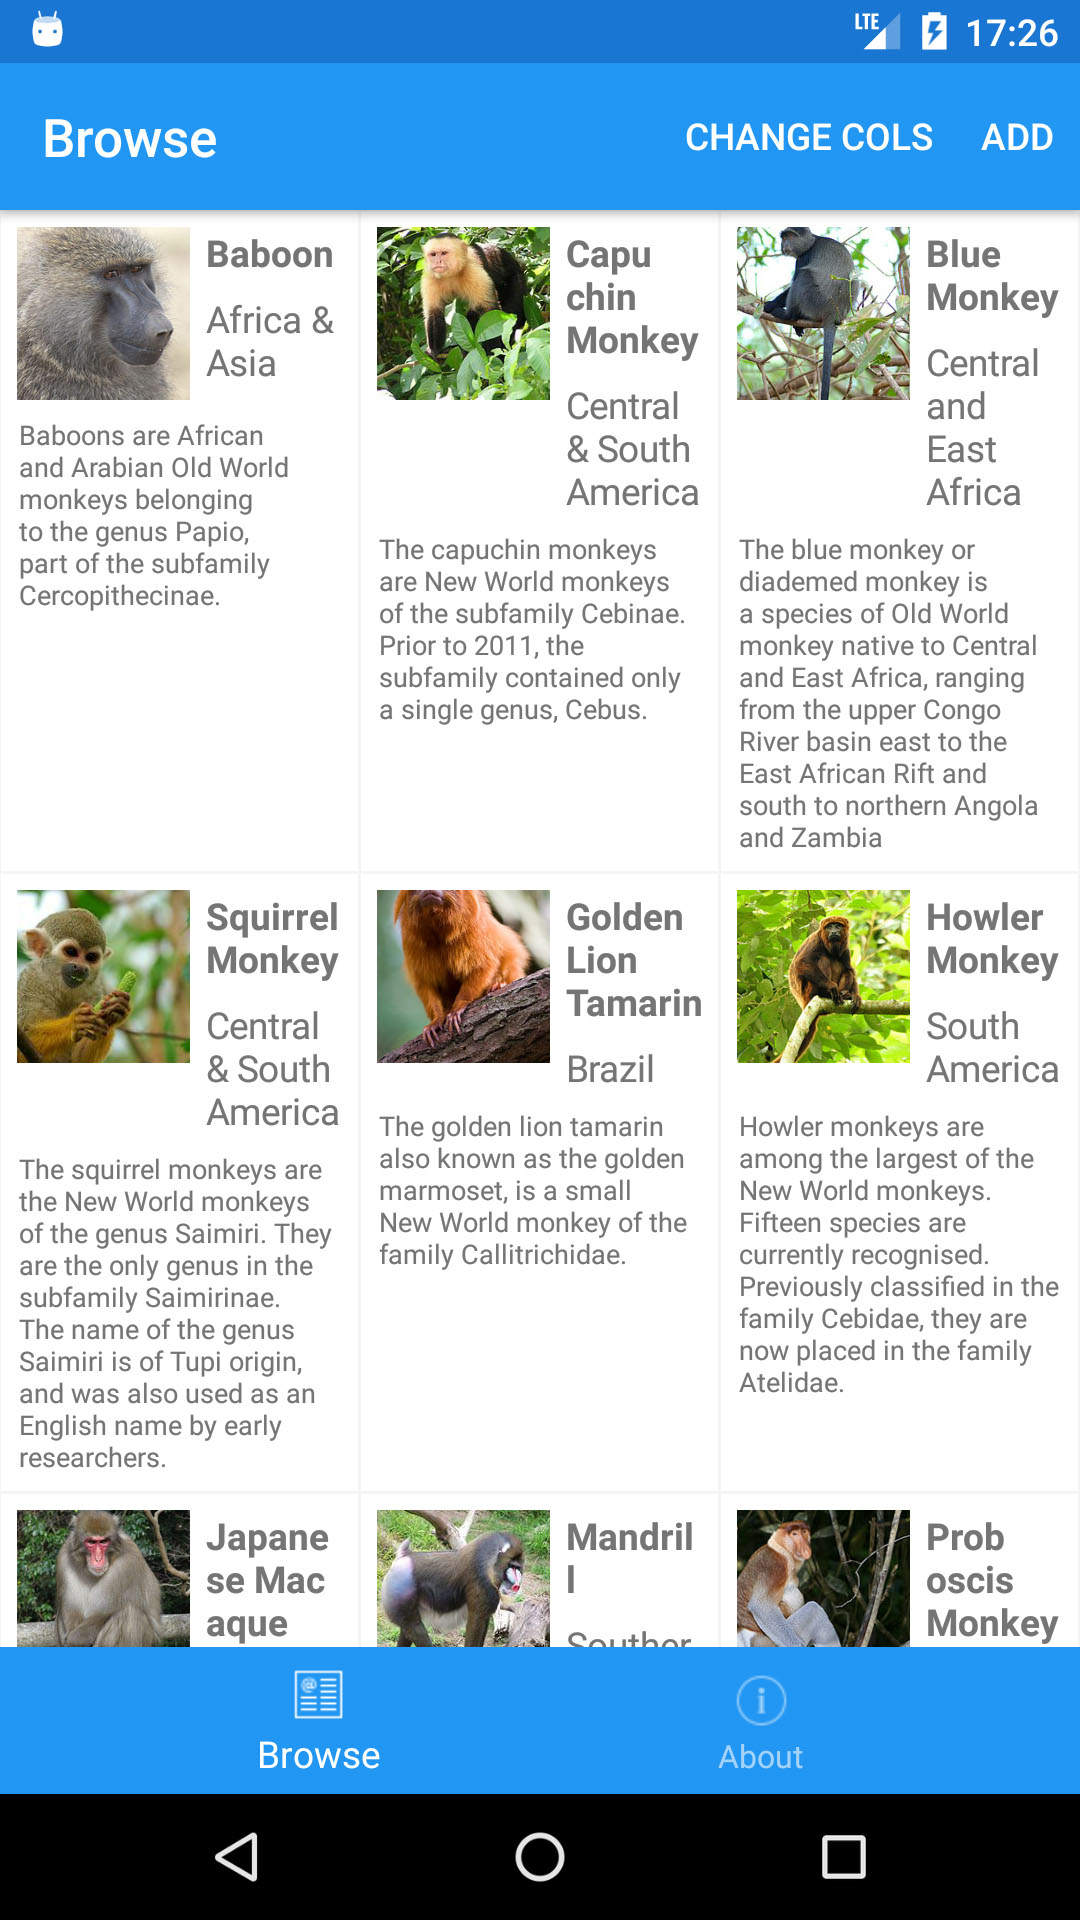 LTE 17:26
Browse CHANGE COLS ADD
Baboon
Africa &
Asia
Baboons are African
and Arabian Old World
monkeys belonging
to the genus Papio,
part of the subfamily
Cercopithecinae.
Capu
chin
Monkey
Central
& South
America
The capuchin monkeys
are New World monkeys
of the subfamily Cebinae.
Prior to 2011, the
subfamily contained only
a single genus, Cebus.
Blue
Monkey
Central
and
East
Africa
The blue monkey or
diademed monkey is
a species of Old World
monkey native to Central
and East Africa, ranging
from the upper Congo
River basin east to the
East African Rift and
south to northern Angola
and Zambia
Squirrel
Monkey
Central
& South
America
The squirrel monkeys are
the New World monkeys
of the genus Saimiri. They
are the only genus in the
subfamily Saimirinae.
The name of the genus
Saimiri is of Tupi origin,
and was also used as an
English name by early
researchers.
Golden
Lion
Tamarin
Brazil
The golden lion tamarin
also known as the golden
marmoset, is a small
New World monkey of the
family Callitrichidae.
Howler
Monkey
South
America
Howler monkeys are
among the largest of the
New World monkeys.
Fifteen species are
currently recognised.
Previously classified in the
family Cebidae, they are
now placed in the family
Atelidae.
Japane
se Mac
aque
Mandril
l
Souther
Prob
oscis
Monkey
Browse
About